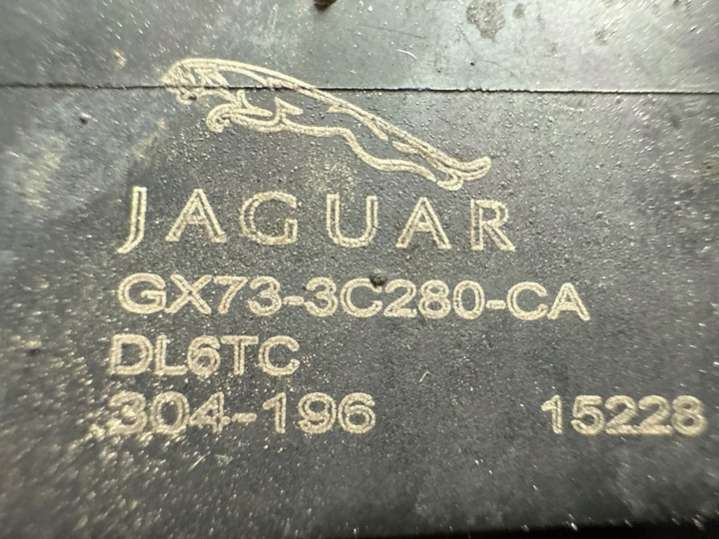 JAGUAR
GX73-3C280-CA
DL6TC
304-196 15228